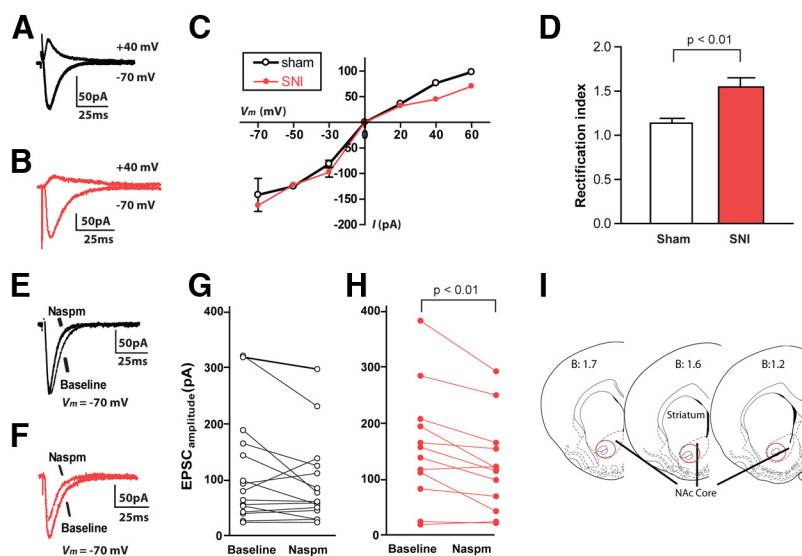 A
+40 mV
-70 mV
50pA
25ms
B
+40 mV
-70 mV
50pA
25ms
C
sham
SNI
Vm (mV)
-70 -50 -30 0 20 40 60
100
50
-50
-100
-150
-200
I (pA)
D
p < 0.01
Rectification index
2.0
1.5
1.0
0.5
0.0
Sham SNI
E
Naspm
Baseline
50pA
25ms
Vm = -70 mV
F
Naspm
Baseline
50pA
25ms
Vm = -70 mV
G
EPSCamplitude(pA)
400
300
200
100
0
Baseline Naspm
H
p < 0.01
400
300
200
100
0
Baseline Naspm
I
B: 1.7
B: 1.6
B:1.2
Striatum
NAc Core